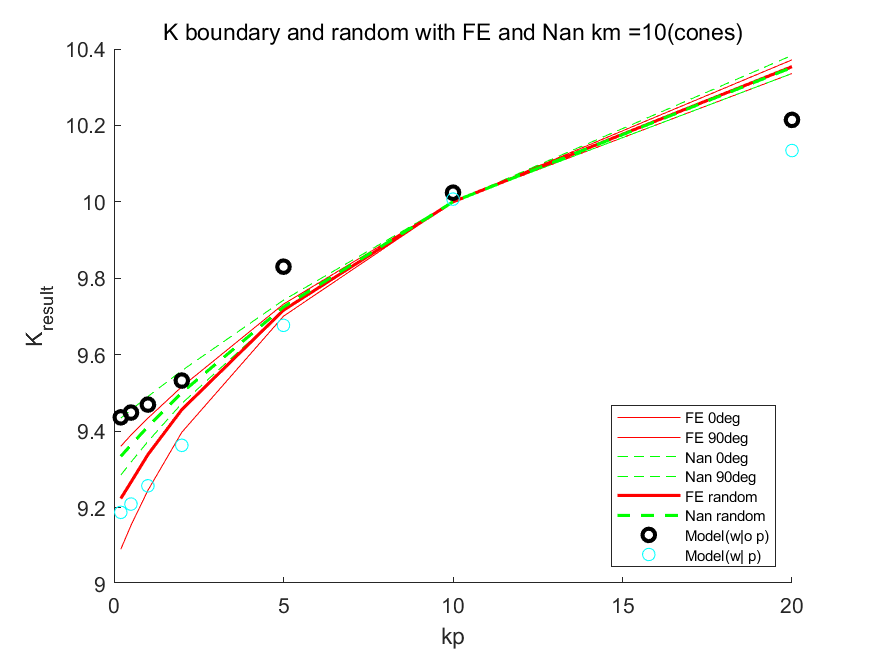 K boundary and random with FE and Nan km =10(cones)
10.4
10.2
10
9.8
9.6
9.4
9.2
9
K_result
0
5
10
15
20
kp
FE 0deg
FE 90deg
Nan 0deg
Nan 90deg
FE random
Nan random
Model(w|o p)
Model(w| p)